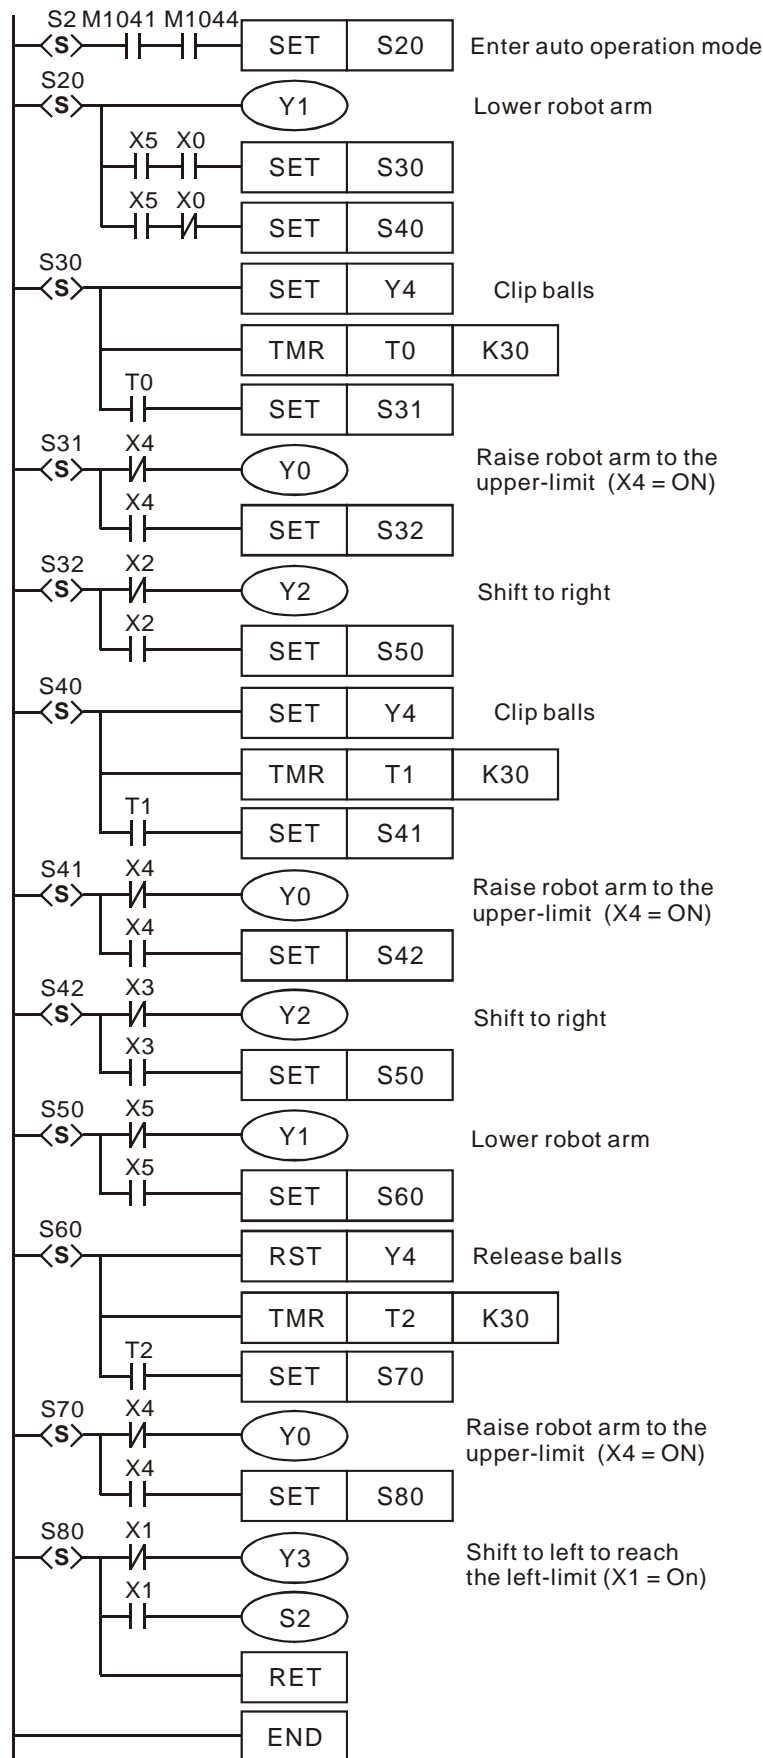 S2 M1041 M1044
S SET S20 Enter auto operation mode
S20
S Y1 Lower robot arm
X5 X0
SET S30
X5 X0
SET S40
S30
S SET Y4 Clip balls
TMR T0 K30
T0
SET S31
S31 X4
S Y0 Raise robot arm to the
upper-limit (X4 = ON)
X4
SET S32
S32 X2
S Y2 Shift to right
X2
SET S50
S40
S SET Y4 Clip balls
TMR T1 K30
T1
SET S41
S41 X4
S Y0 Raise robot arm to the
upper-limit (X4 = ON)
X4
SET S42
S42 X3
S Y2 Shift to right
X3
SET S50
S50 X5
S Y1 Lower robot arm
X5
SET S60
S60
S RST Y4 Release balls
TMR T2 K30
T2
SET S70
S70 X4
S Y0 Raise robot arm to the
upper-limit (X4 = ON)
X4
SET S80
S80 X1
S Y3 Shift to left to reach
the left-limit (X1 = On)
X1
S2
RET
END